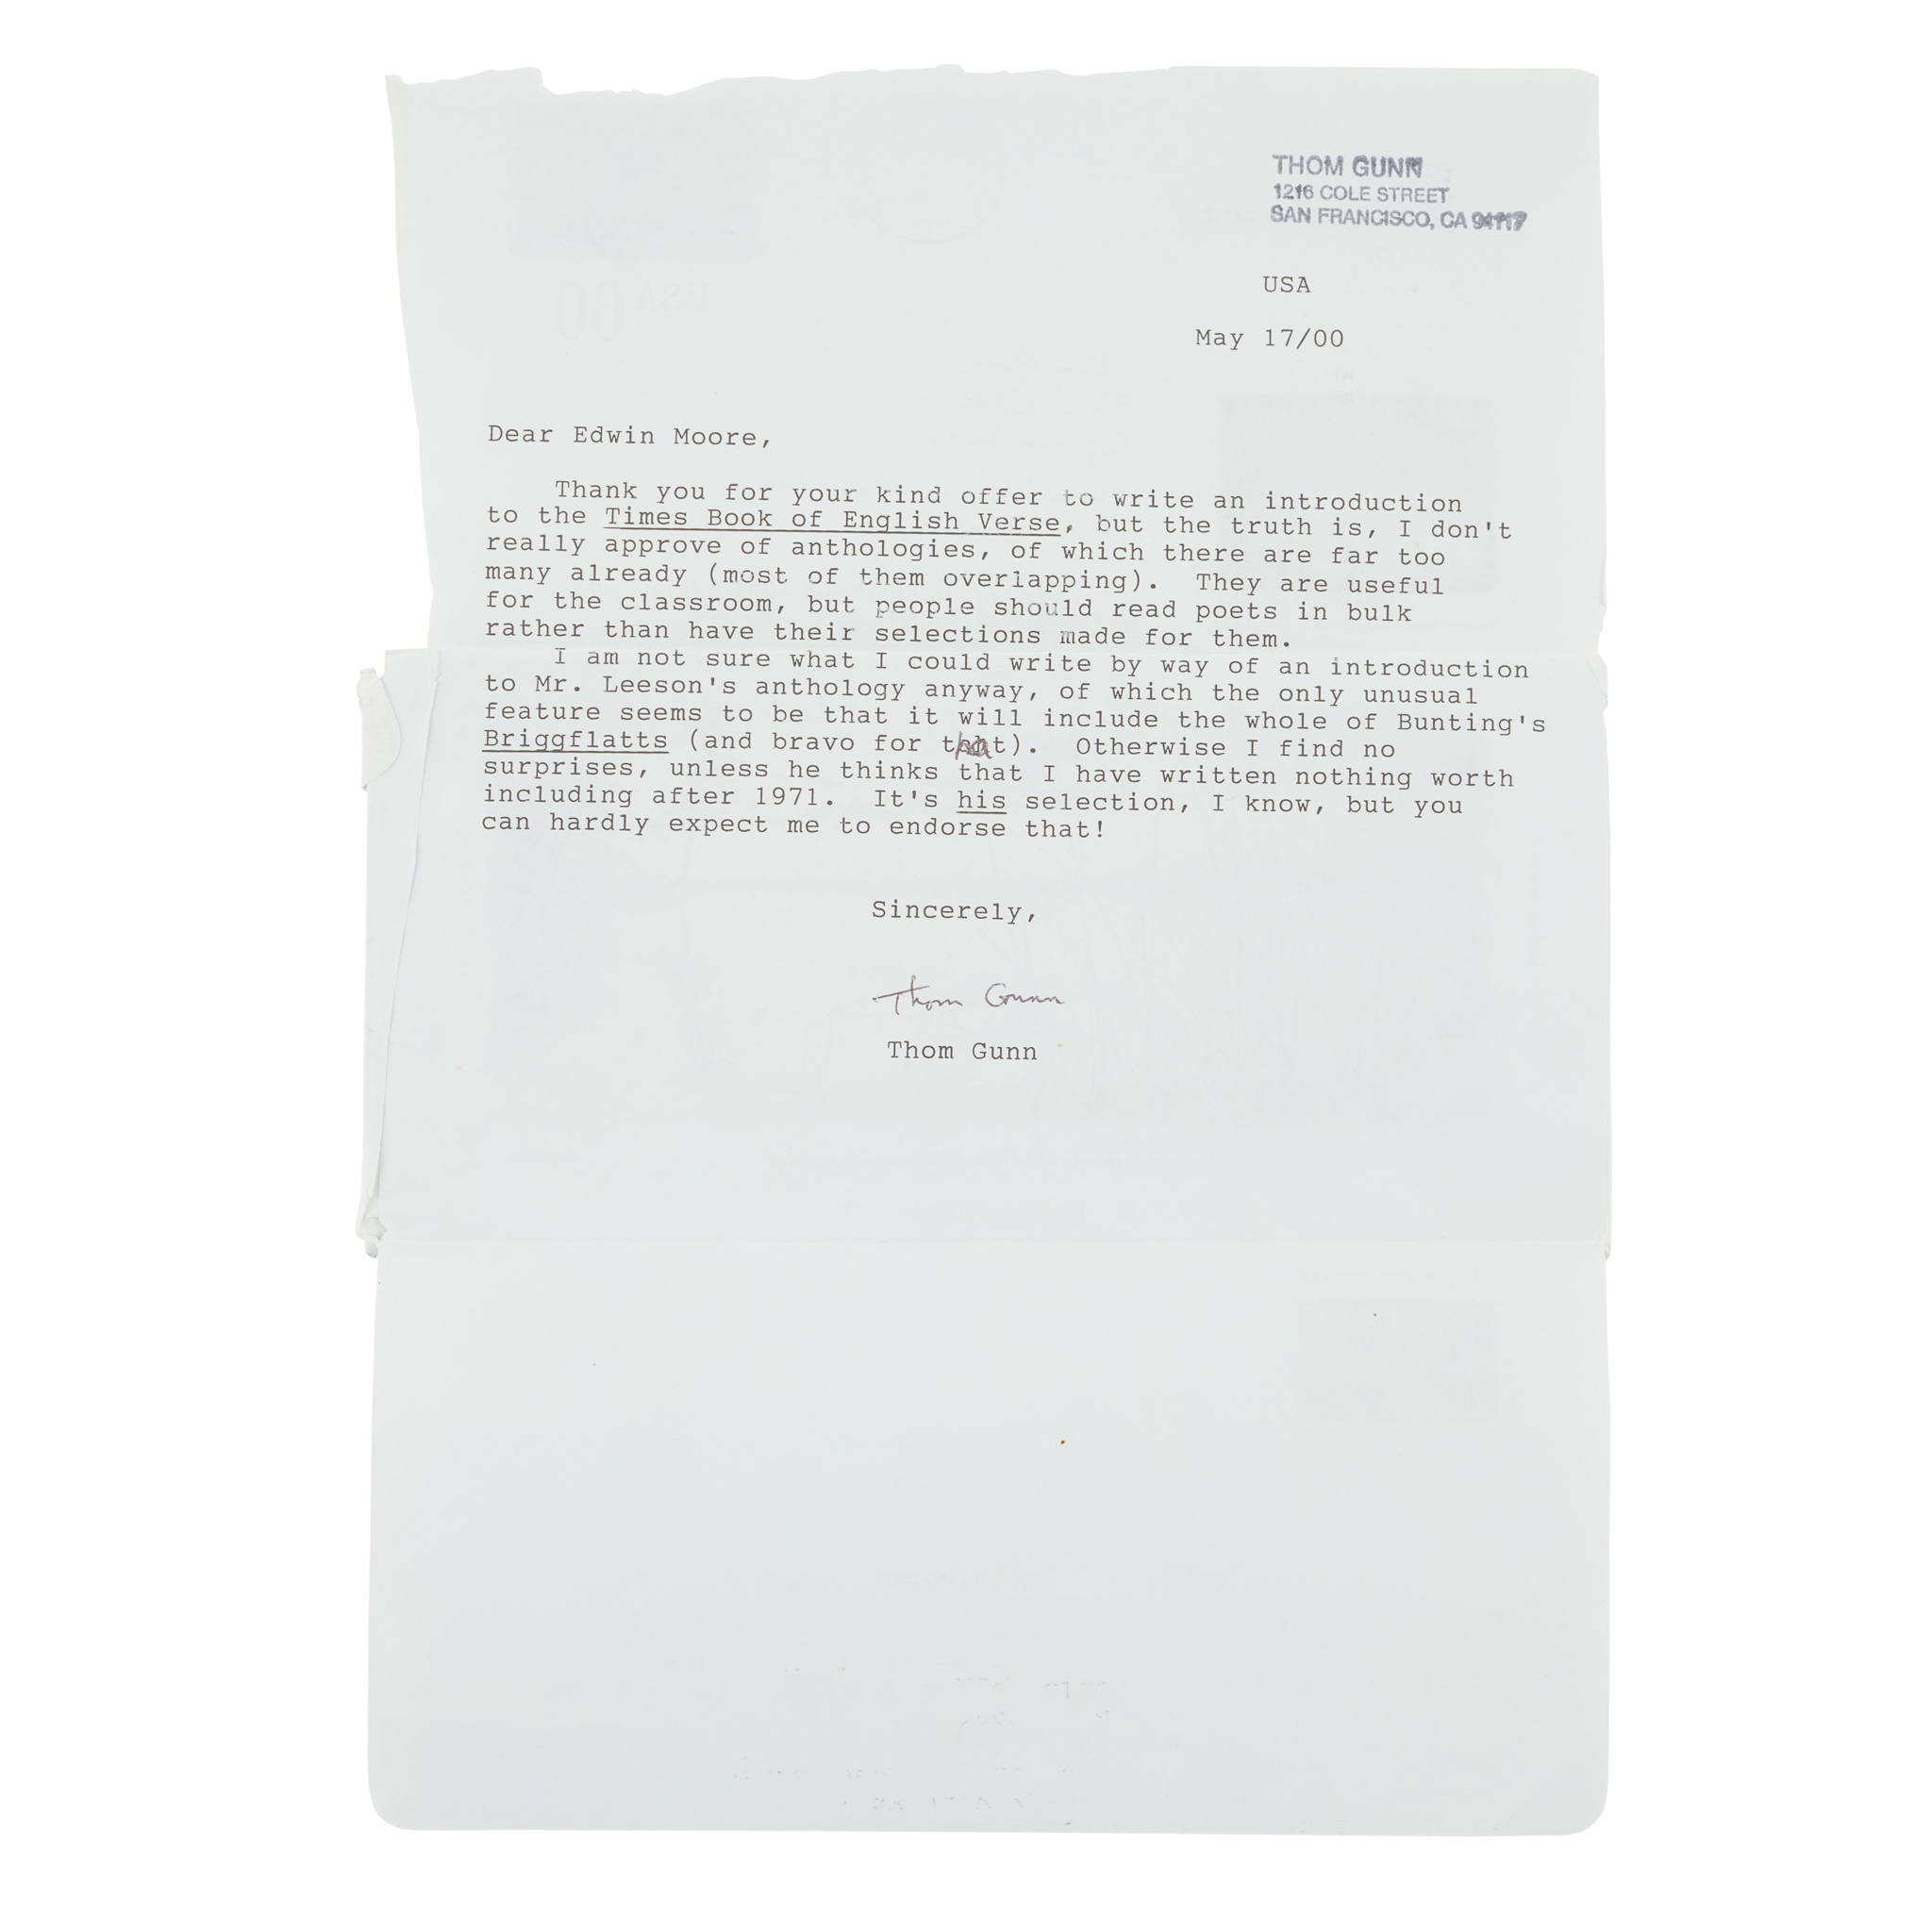 THOM GUNN
1216 COLE STREET
SAN FRANCISCO, CA 94117
USA
May 17/00
Dear Edwin Moore,
Thank you for your kind offer to write an introduction
to the Times Book of English Verse, but the truth is, I don't
really approve of anthologies, of which there are far too
many already (most of them overlapping). They are useful
for the classroom, but people should read poets in bulk
rather than have their selections made for them.
I am not sure what I could write by way of an introduction
to Mr. Leeson's anthology anyway, of which the only unusual
feature seems to be that it will include the whole of Bunting's
Briggflatts (and bravo for that). Otherwise I find no
surprises, unless he thinks that I have written nothing worth
including after 1971. It's his selection, I know, but you
can hardly expect me to endorse that!
Sincerely,
Thom Gunn
Thom Gunn